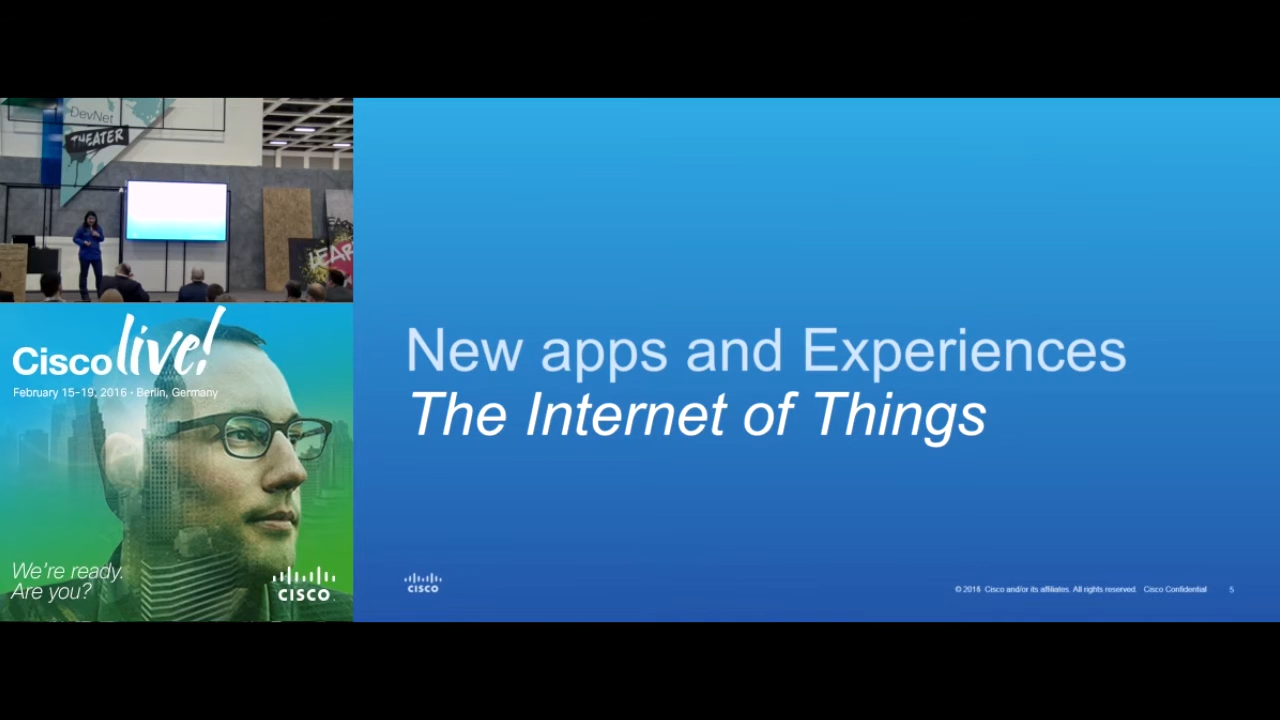 DevNet
THEATER
Cisco live!
February 15-19, 2016 • Berlin, Germany
We're ready.
Are you?
CISCO
New apps and Experiences
The Internet of Things
CISCO
Cisco and/or its affiliates. All rights reserved. Cisco Confidential
5